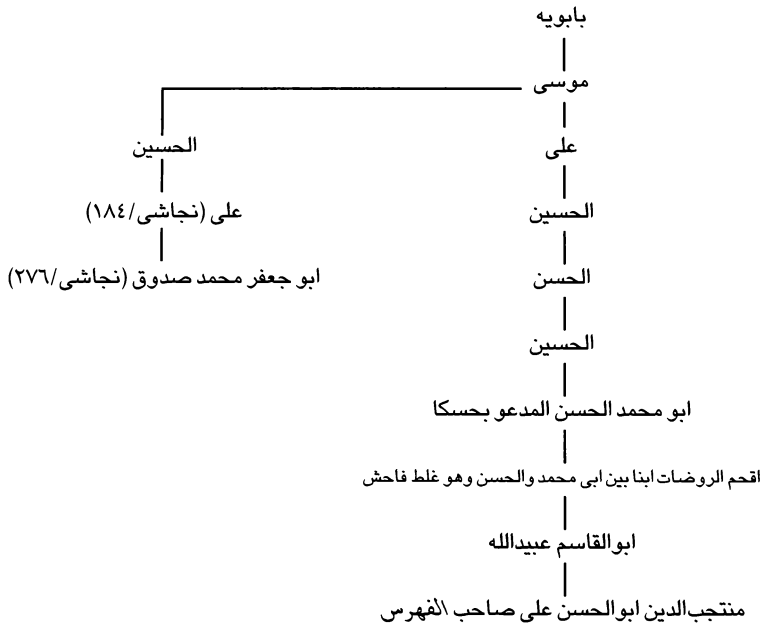 بابويه
موسى
الحسين
على
على (نجاشى/١٨٤)
الحسين
ابو جعفر محمد صدوق (نجاشى/٢٧٦)
الحسن
الحسين
ابو محمد الحسن المدعو بحسكا
اقحم الروضات ابنا بين ابى محمد والحسن وهو غلط فاحش
ابوالقاسم عبيدالله
منتجب‌الدين ابوالحسن على صاحب الفهرس